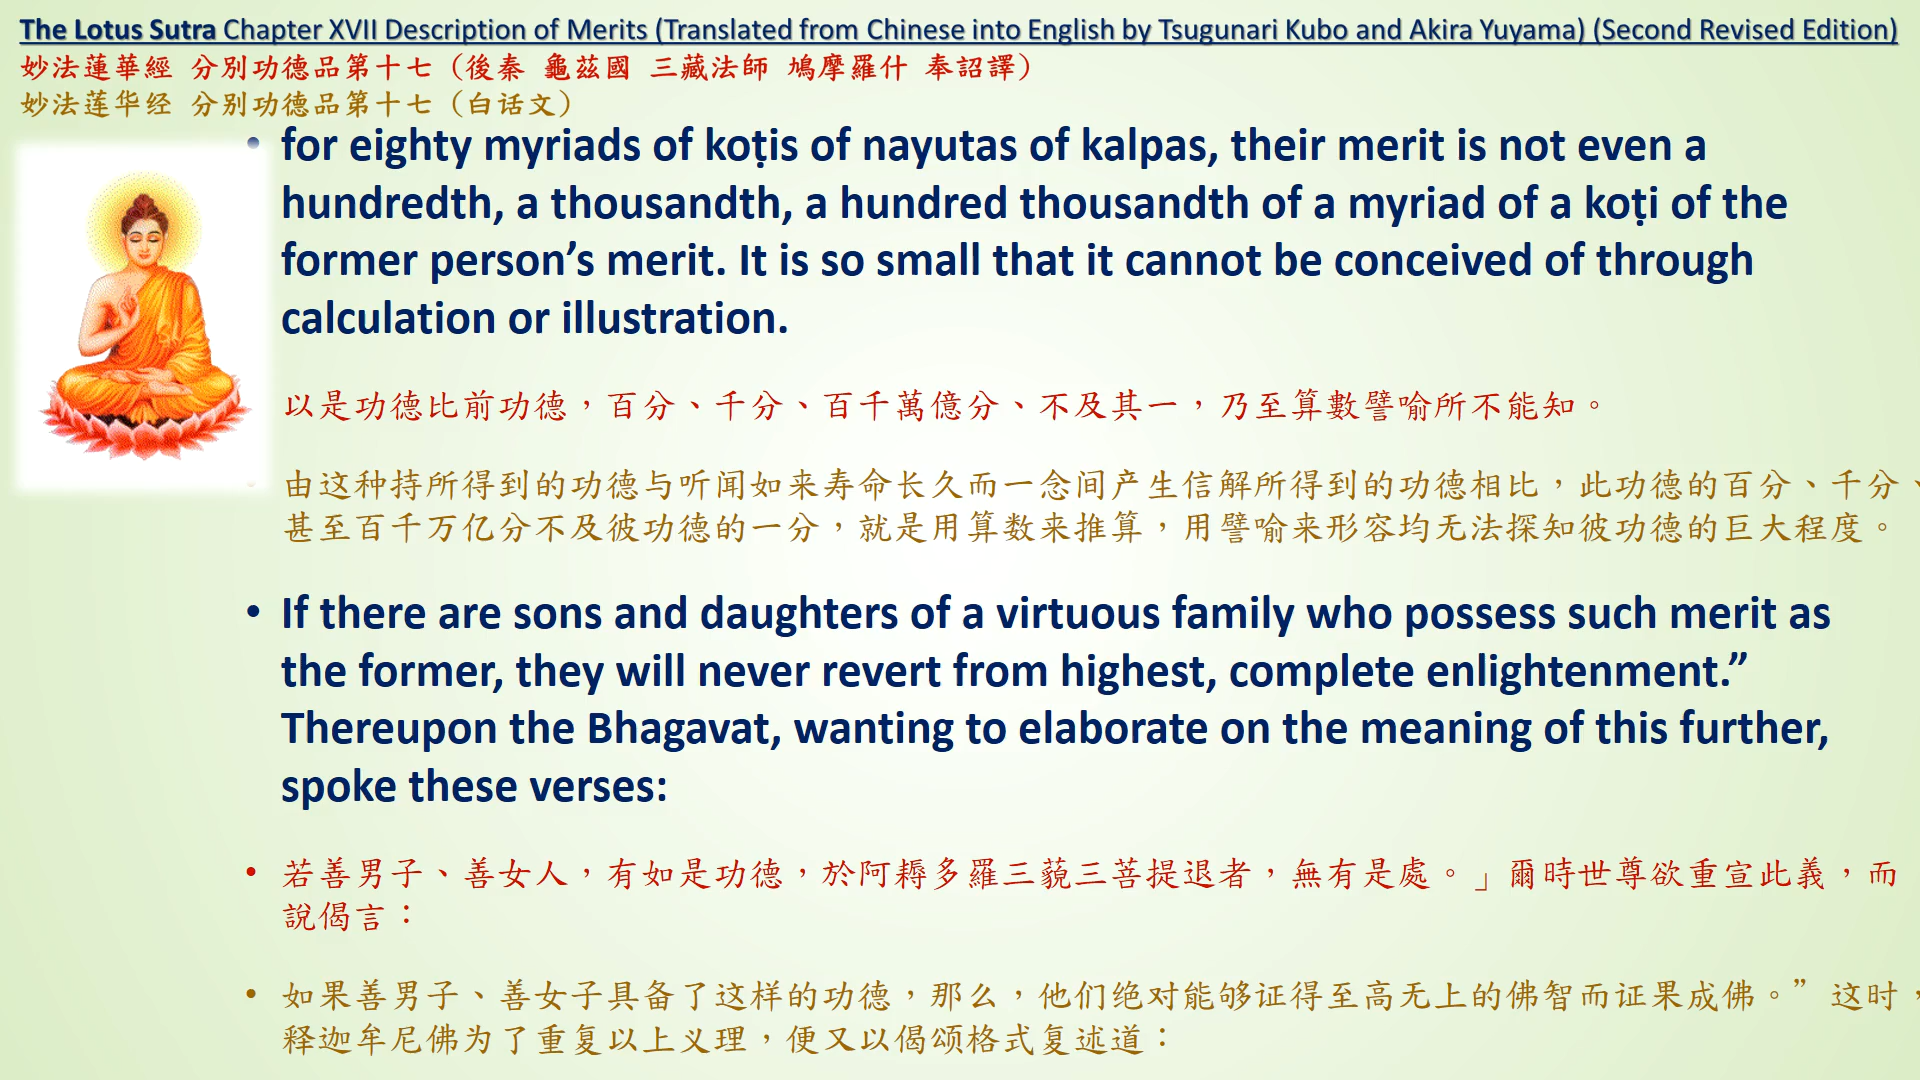 The Lotus Sutra Chapter XVII Description of Merits (Translated from Chinese into English by Tsugunari Kubo and Akira Yuyama) (Second Revised Edition)
妙法蓮華經 分別功德品第十七（後秦 龜茲國 三藏法師 鳩摩羅什 奉詔譯）
妙法莲华经 分别功德品第十七（白话文）
• for eighty myriads of koṭis of nayutas of kalpas, their merit is not even a
hundredth, a thousandth, a hundred thousandth of a myriad of a koṭi of the
former person’s merit. It is so small that it cannot be conceived of through
calculation or illustration.
以是功德比前功德，百分、千分、百千萬億分、不及其一，乃至算數譬喻所不能知。
由这种持所得到的功德与听闻如来寿命长久而一念间产生信解所得到的功德相比，此功德的百分、千分、
甚至百千万亿分不及彼功德的一分，就是用算数来推算，用譬喻来形容均无法探知彼功德的巨大程度。
• If there are sons and daughters of a virtuous family who possess such merit as
the former, they will never revert from highest, complete enlightenment.”
Thereupon the Bhagavat, wanting to elaborate on the meaning of this further,
spoke these verses:
• 若善男子、善女人，有如是功德，於阿耨多羅三藐三菩提退者，無有是處。」爾時世尊欲重宣此義，而
說偈言：
• 如果善男子、善女子具备了这样的功德，那么，他们绝对能够证得至高无上的佛智而证果成佛。” 这时，
释迦牟尼佛为了重复以上义理，便又以偈颂格式复述道：